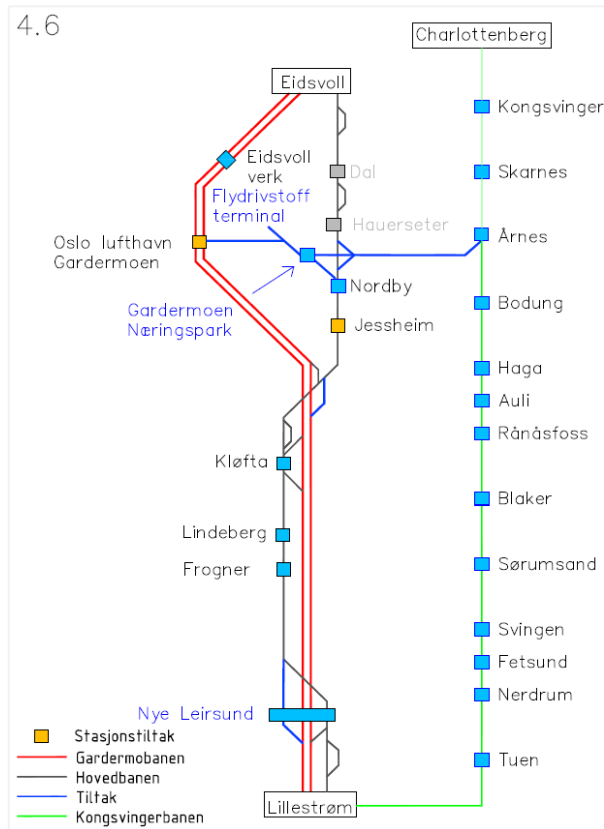 4.6
Charlottenberg
Eidsvoll
Kongsvinger
Eidsvoll
verk
Dal
Skarnes
Flydrivstoff
terminal
Hauerseter
Årnes
Oslo lufthavn
Gardermoen
Nordby
Bodung
Gardermoen
Næringspark
Jessheim
Haga
Auli
Rånåsfoss
Kløfta
Blaker
Lindeberg
Frogner
Sørumsand
Svingen
Fetsund
Nerdrum
Nye Leirsund
Stasjonstiltak
Gardermobanen
Tuen
Hovedbanen
Tiltak
Lillestrøm
Kongsvingerbanen